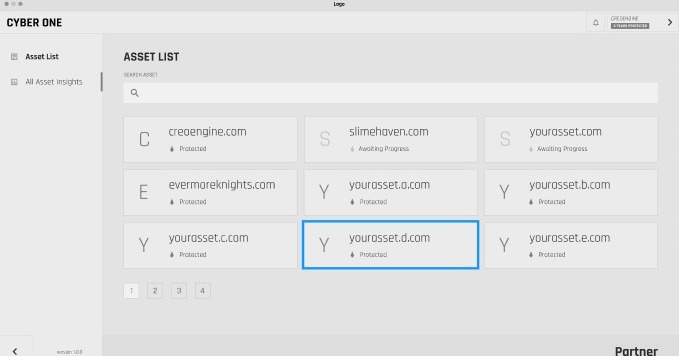 Logo
CYBER ONE
CREOENGINE
Asset List
All Asset Insights
ASSET LIST
SEARCH ASSET
C
creoengine.com
Protected
S
slimehaven.com
Awaiting Progress
S
yourasset.com
Awaiting Progress
E
evermoreknights.com
Protected
Y
yourasset.a.com
Protected
Y
yourasset.b.com
Protected
Y
yourasset.c.com
Protected
Y
yourasset.d.com
Protected
Y
yourasset.e.com
Protected
1 2 3 4
version 1.0.0
Partner